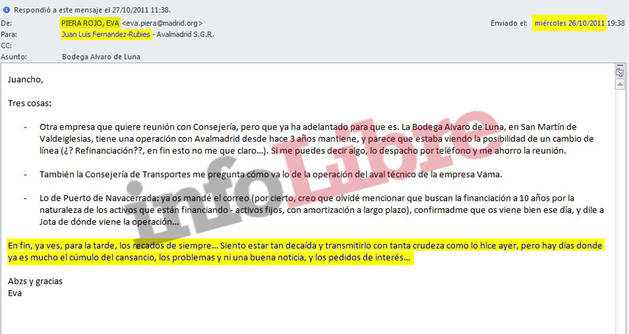 Respondió a este mensaje el 27/10/2011 11:38.
De: PIERA ROJO, EVA <eva.piera@madrid.org> Enviado el: miércoles 26/10/2011 19:38
Para: Juan Luis Fernandez-Rubies - Avalmadrid S.G.R.
CC:
Asunto: Bodega Alvaro de Luna
Juancho,
Tres cosas:
- Otra empresa que quiere reunión con Consejería, pero que ya ha adelantado para que es. La Bodega Alvaro de Luna, en San Martín de
Valdeiglesias, tiene una operación con Avalmadrid desde hace 3 años mantiene, y parece que estaba viendo la posibilidad de un cambio de
línea (¿? Refinanciación??, en fin esto no me que claro...). Si me puedes decir algo, lo despacho por teléfono y me ahorro la reunión.
- También la Consejería de Transportes me pregunta cómo va lo de la operación del aval técnico de la empresa Vama.
- Lo de Puerto de Navacerrada: ya os mandé el correo (por cierto, creo que olvidé mencionar que buscan la financiación a 10 años por la
naturaleza de los activos que están financiando - activos fijos, con amortización a largo plazo), confirmadme que os viene bien ese día, y dile a
Jota de dónde viene la operación...
En fin, ya ves, para la tarde, los recados de siempre... Siento estar tan decaída y transmitirlo con tanta crudeza como lo hice ayer, pero hay días donde
ya es mucho el cúmulo del cansancio, los problemas y ni una buena noticia, y los pedidos de interés...
Abzs y gracias
Eva
infoLibre